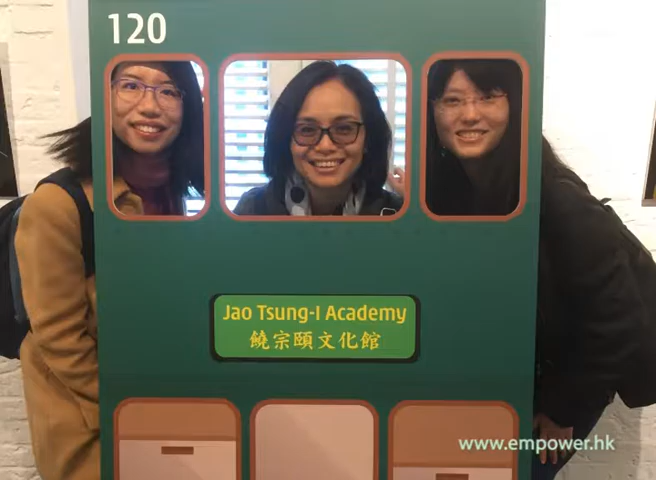 120
Jao Tsung-I Academy
饒宗頤文化館
www.empower.hk